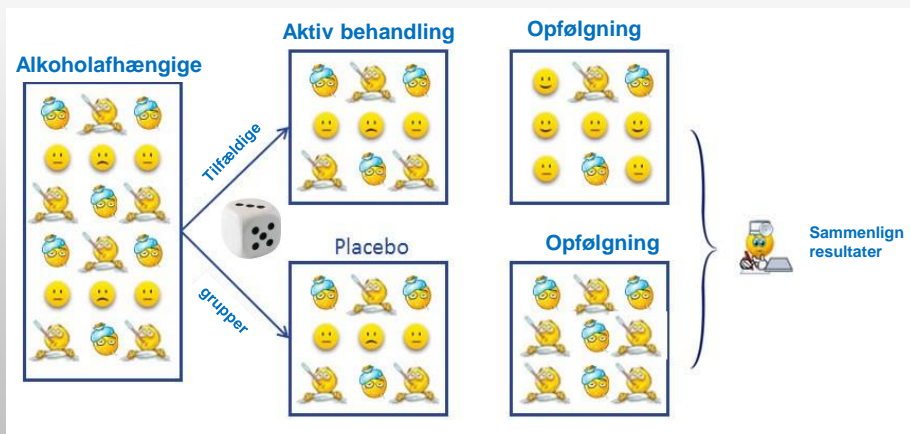 Alkoholafhængige
Tilfældige
grupper
Aktiv behandling
Placebo
Opfølgning
Opfølgning
Sammenlign
resultater